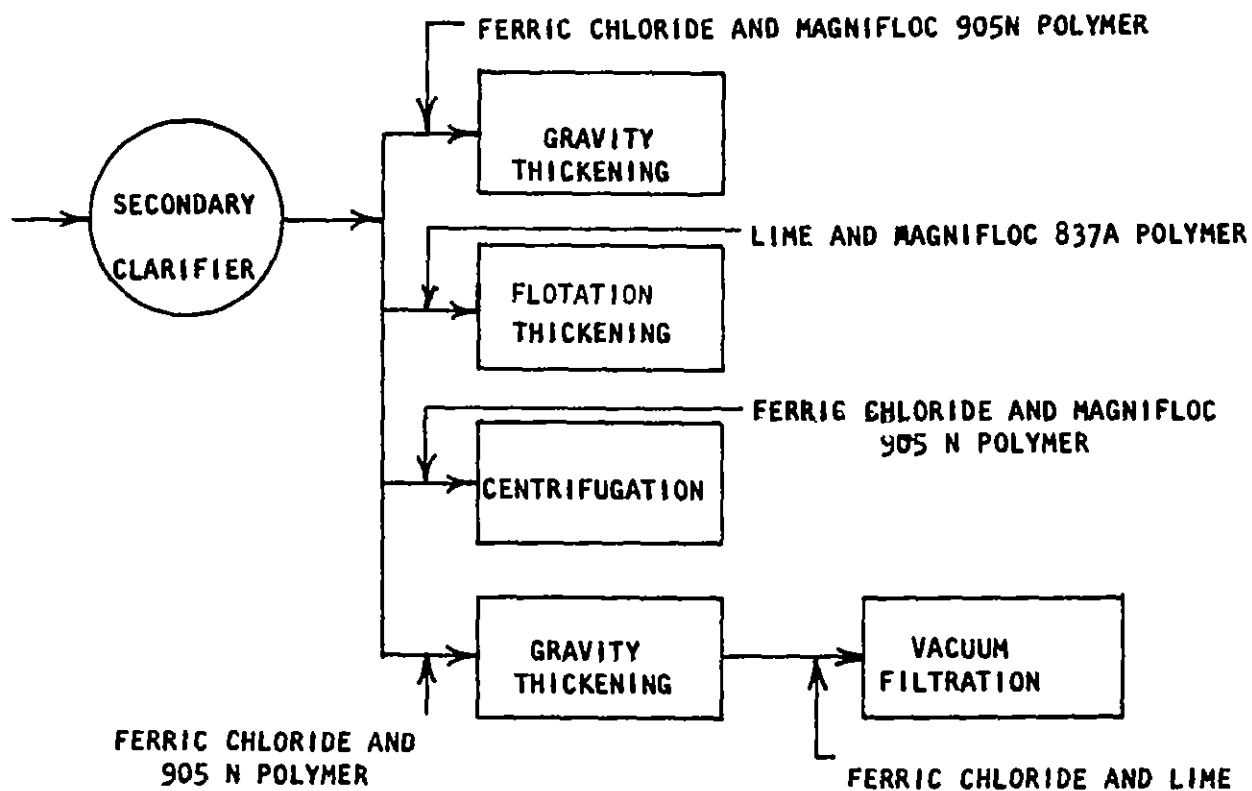 FERRIC CHLORIDE AND MAGNIFLOC 905N POLYMER
GRAVITY
THICKENING
SECONDARY
CLARIFIER
LIME AND MAGNIFLOC 837A POLYMER
FLOTATION
THICKENING
FERRIC CHLORIDE AND MAGNIFLOC
905 N POLYMER
CENTRIFUGATION
GRAVITY
THICKENING
VACUUM
FILTRATION
FERRIC CHLORIDE AND
905 N POLYMER
FERRIC CHLORIDE AND LIME